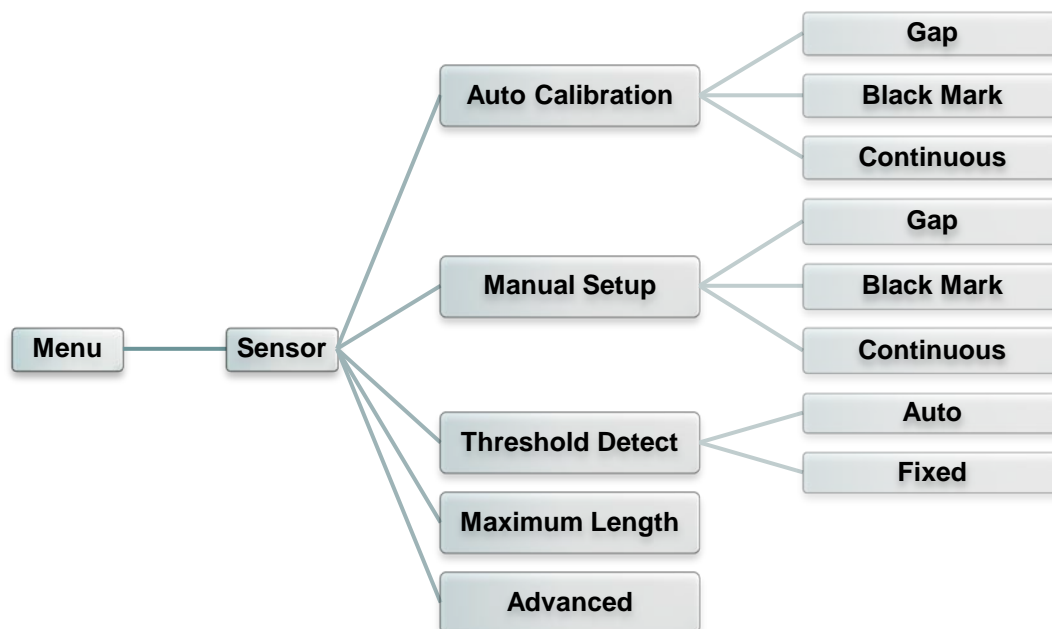 Menu
Sensor
Auto Calibration
Gap
Black Mark
Continuous
Manual Setup
Gap
Black Mark
Continuous
Threshold Detect
Auto
Fixed
Maximum Length
Advanced